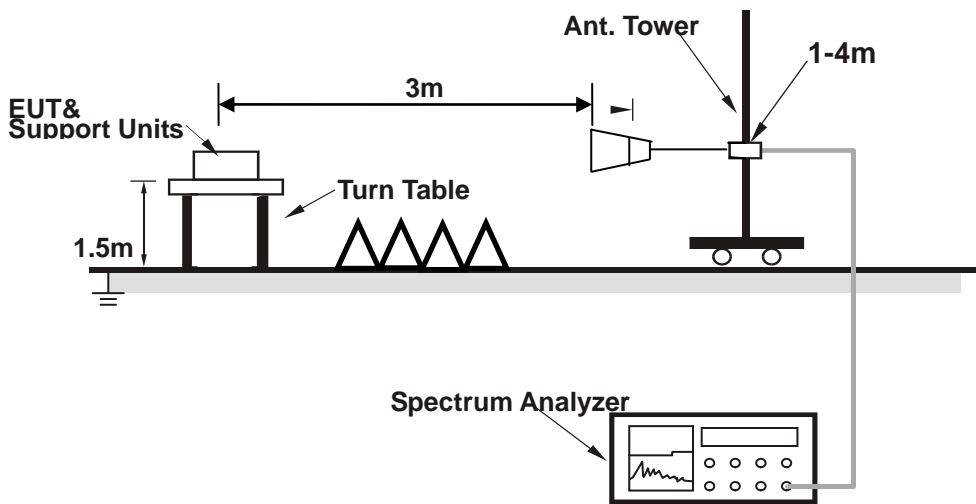 Ant. Tower
1-4m
3m
EUT&
Support Units
Turn Table
1.5m
Spectrum Analyzer